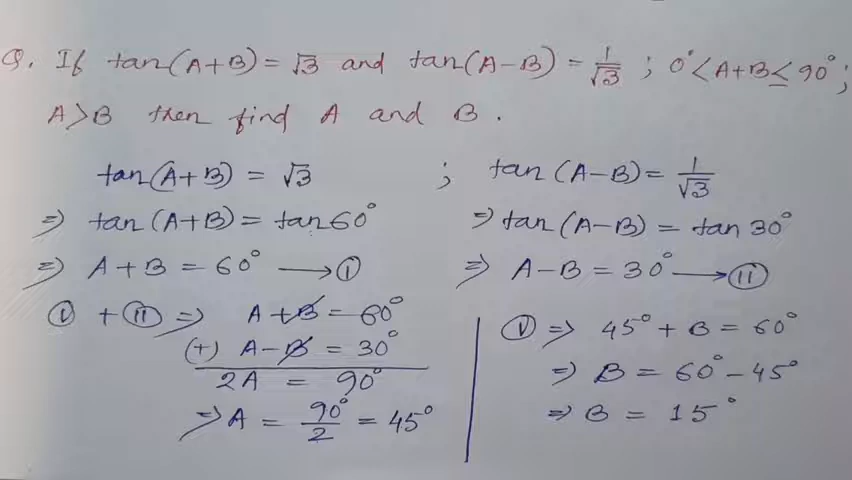 Q. If tan(A+B) = √3 and tan(A-B) = 1/√3 ; 0° < A+B ≤ 90° ;
A>B then find A and B.
tan(A+B) = √3 ; tan(A-B) = 1/√3
⇒ tan(A+B) = tan60° ⇒ tan(A-B) = tan 30°
⇒ A+B = 60° → (i) ⇒ A-B = 30° → (ii)
(i) + (ii) ⇒ A+B = 60°
(+) A-B = 30°
2A = 90°
⇒ A = 90°/2 = 45°
(i) ⇒ 45° + B = 60°
⇒ B = 60° - 45°
⇒ B = 15°